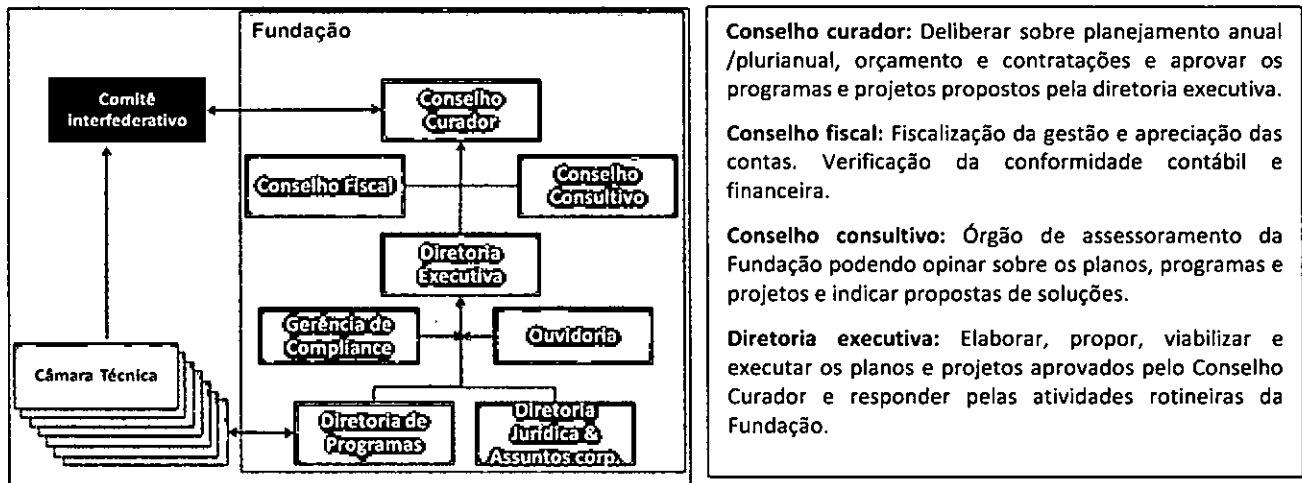 Fundação
Comitê
interfederativo
Conselho
Curador
Conselho Fiscal
Conselho
Consultivo
Diretoria
Executiva
Gerência de
Compliance
Ouvidoria
Câmara Técnica
Diretoria de
Programas
Diretoria
Jurídica &
Assuntos corp.
Conselho curador: Deliberar sobre planejamento anual
/plurianual, orçamento e contratações e aprovar os
programas e projetos propostos pela diretoria executiva.
Conselho fiscal: Fiscalização da gestão e apreciação das
contas. Verificação da conformidade contábil e
financeira.
Conselho consultivo: Órgão de assessoramento da
Fundação podendo opinar sobre os planos, programas e
projetos e indicar propostas de soluções.
Diretoria executiva: Elaborar, propor, viabilizar e
executar os planos e projetos aprovados pelo Conselho
Curador e responder pelas atividades rotineiras da
Fundação.